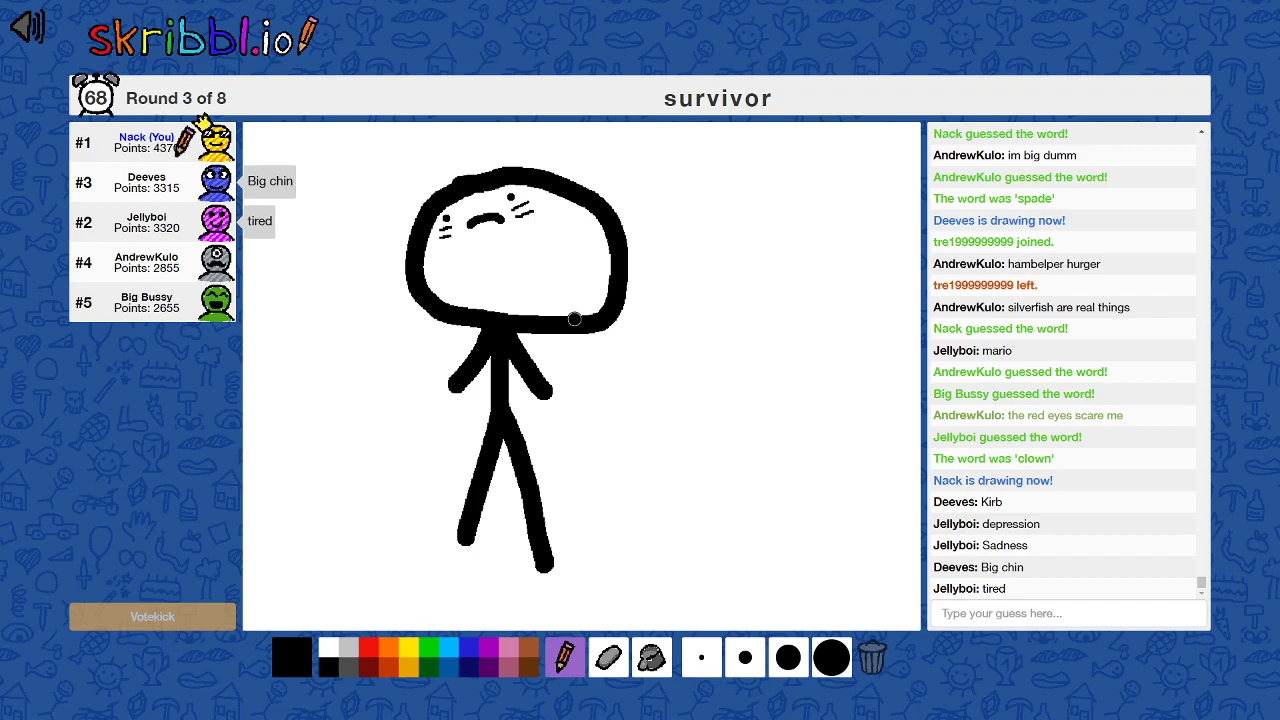 skribbl.io
68
Round 3 of 8
survivor
#1
Nack (You)
Points: 4370
#3
Deeves
Points: 3315
Big chin
#2
Jellyboi
Points: 3320
tired
#4
AndrewKulo
Points: 2855
#5
Big Bussy
Points: 2655
Votekick
Nack guessed the word!
AndrewKulo: im big dumm
AndrewKulo guessed the word!
The word was 'spade'
Deeves is drawing now!
tre1999999999 joined.
AndrewKulo: hambelper hurger
tre1999999999 left.
AndrewKulo: silverfish are real things
Nack guessed the word!
Jellyboi: mario
AndrewKulo guessed the word!
Big Bussy guessed the word!
AndrewKulo: the red eyes scare me
Jellyboi guessed the word!
The word was 'clown'
Nack is drawing now!
Deeves: Kirb
Jellyboi: depression
Jellyboi: Sadness
Deeves: Big chin
Jellyboi: tired
Type your guess here...